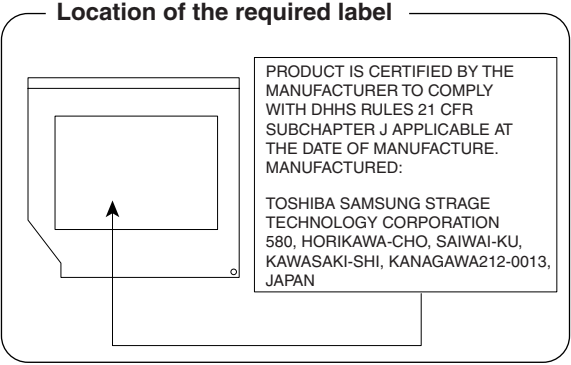 Location of the required label
PRODUCT IS CERTIFIED BY THE
MANUFACTURER TO COMPLY
WITH DHHS RULES 21 CFR
SUBCHAPTER J APPLICABLE AT
THE DATE OF MANUFACTURE.
MANUFACTURED:
TOSHIBA SAMSUNG STRAGE
TECHNOLOGY CORPORATION
580, HORIKAWA-CHO, SAIWAI-KU,
KAWASAKI-SHI, KANAGAWA212-0013,
JAPAN